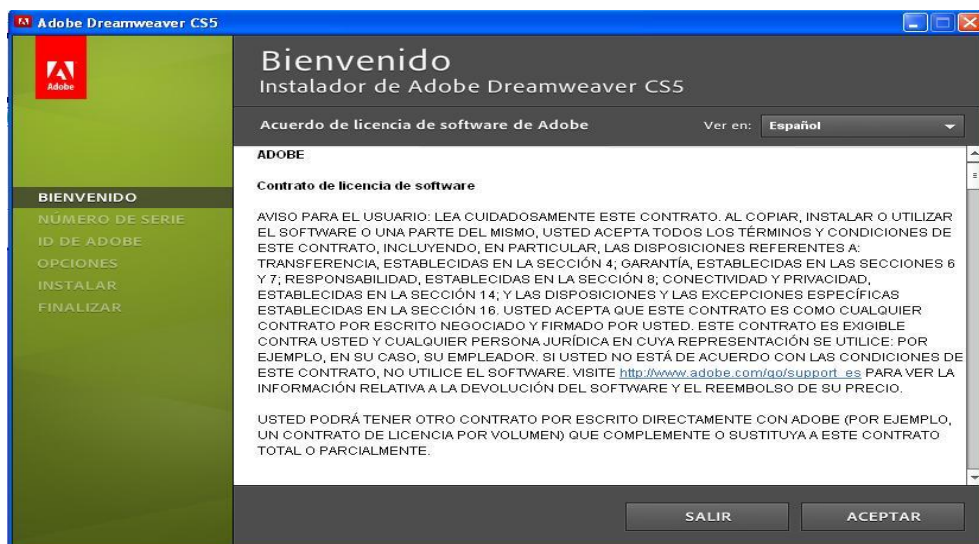 Adobe Dreamweaver CS5
Adobe
Bienvenido
Instalador de Adobe Dreamweaver CS5
Acuerdo de licencia de software de Adobe
Ver en: Español
BIENVENIDO
NÚMERO DE SERIE
ID DE ADOBE
OPCIONES
INSTALAR
FINALIZAR
ADOBE
Contrato de licencia de software
AVISO PARA EL USUARIO: LEA CUIDADOSAMENTE ESTE CONTRATO. AL COPIAR, INSTALAR O UTILIZAR
EL SOFTWARE O UNA PARTE DEL MISMO, USTED ACEPTA TODOS LOS TÉRMINOS Y CONDICIONES DE
ESTE CONTRATO, INCLUYENDO, EN PARTICULAR, LAS DISPOSICIONES REFERENTES A:
TRANSFERENCIA, ESTABLECIDAS EN LA SECCIÓN 4; GARANTÍA, ESTABLECIDAS EN LAS SECCIONES 6
Y 7; RESPONSABILIDAD, ESTABLECIDAS EN LA SECCIÓN 8; CONECTIVIDAD Y PRIVACIDAD,
ESTABLECIDAS EN LA SECCIÓN 14; Y LAS DISPOSICIONES Y LAS EXCEPCIONES ESPECÍFICAS
ESTABLECIDAS EN LA SECCIÓN 16. USTED ACEPTA QUE ESTE CONTRATO ES COMO CUALQUIER
CONTRATO POR ESCRITO NEGOCIADO Y FIRMADO POR USTED. ESTE CONTRATO ES EXIGIBLE
CONTRA USTED Y CUALQUIER PERSONA JURÍDICA EN CUYA REPRESENTACIÓN SE UTILICE: POR
EJEMPLO, EN SU CASO, SU EMPLEADOR. SI USTED NO ESTÁ DE ACUERDO CON LAS CONDICIONES DE
ESTE CONTRATO, NO UTILICE EL SOFTWARE. VISITE http://www.adobe.com/go/support_es PARA VER LA
INFORMACIÓN RELATIVA A LA DEVOLUCIÓN DEL SOFTWARE Y EL REEMBOLSO DE SU PRECIO.
USTED PODRÁ TENER OTRO CONTRATO POR ESCRITO DIRECTAMENTE CON ADOBE (POR EJEMPLO,
UN CONTRATO DE LICENCIA POR VOLUMEN) QUE COMPLEMENTE O SUSTITUYA A ESTE CONTRATO
TOTAL O PARCIALMENTE.
SALIR
ACEPTAR